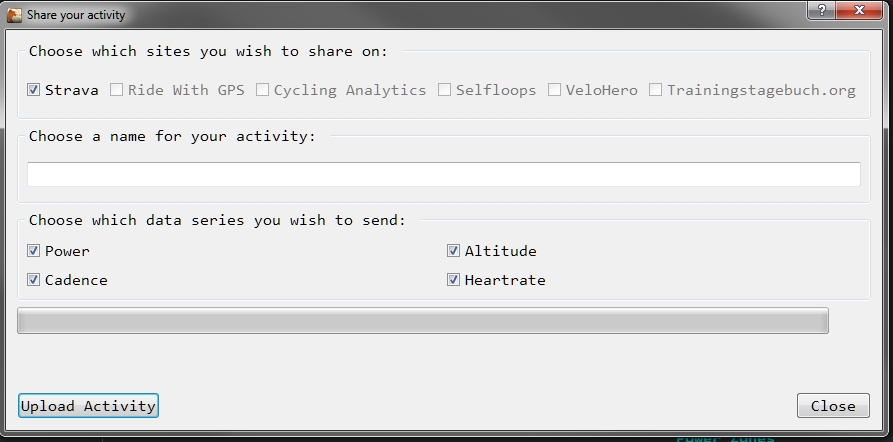 Share your activity
Choose which sites you wish to share on:
Strava Ride With GPS Cycling Analytics Selfloops VeloHero Trainingstagebuch.org
Choose a name for your activity:
Choose which data series you wish to send:
Power Altitude
Cadence Heartrate
Upload Activity Close
Power Zones